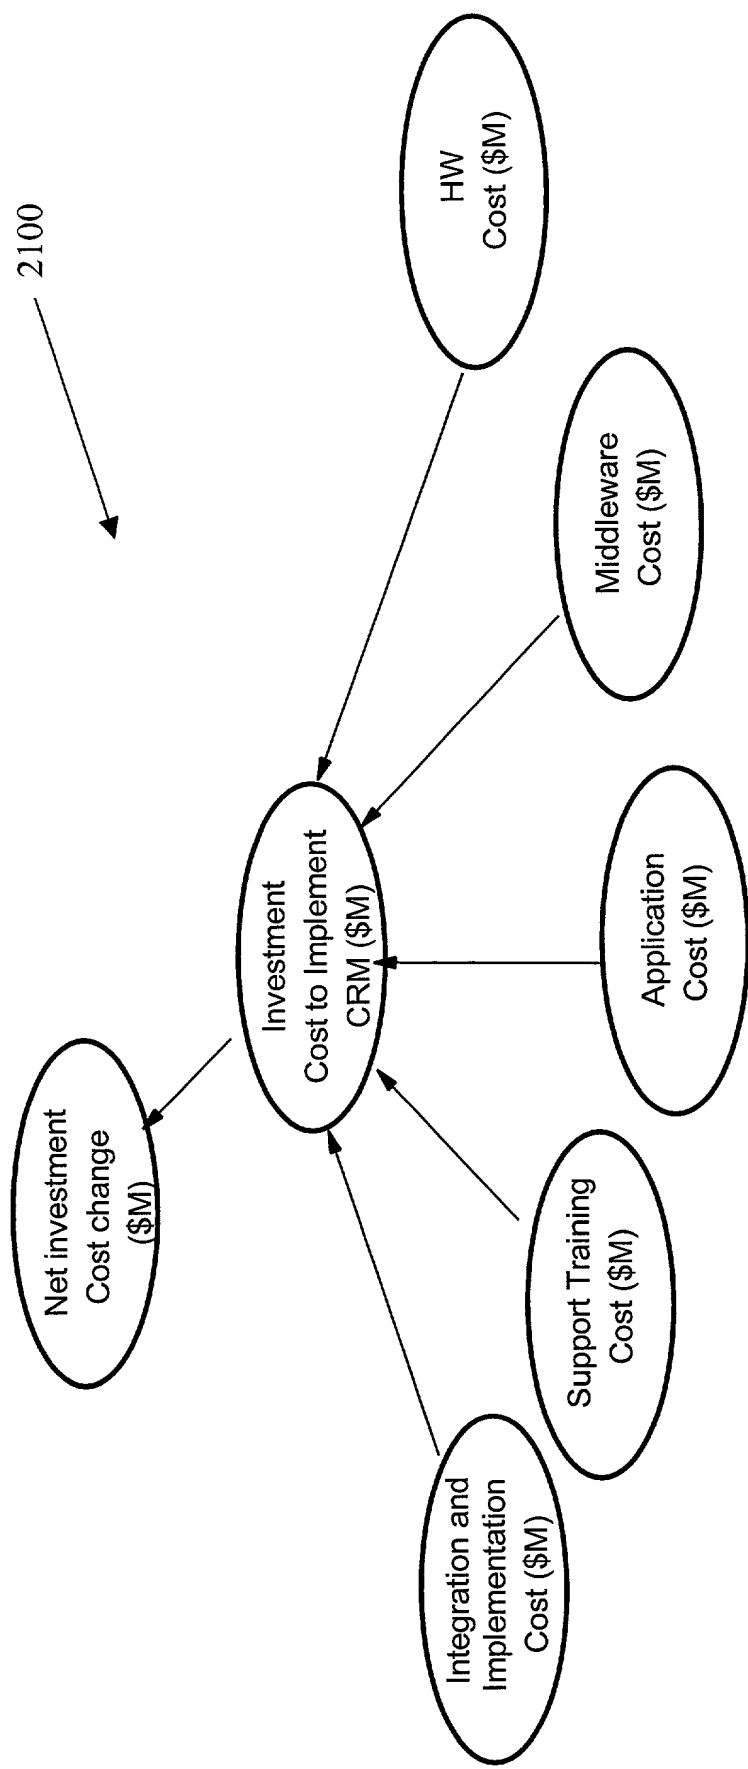 2100
Net investment
Cost change
($M)
Investment
Cost to Implement
CRM ($M)
Integration and
Implementation
Cost ($M)
Support Training
Cost ($M)
Application
Cost ($M)
Middleware
Cost ($M)
HW
Cost ($M)